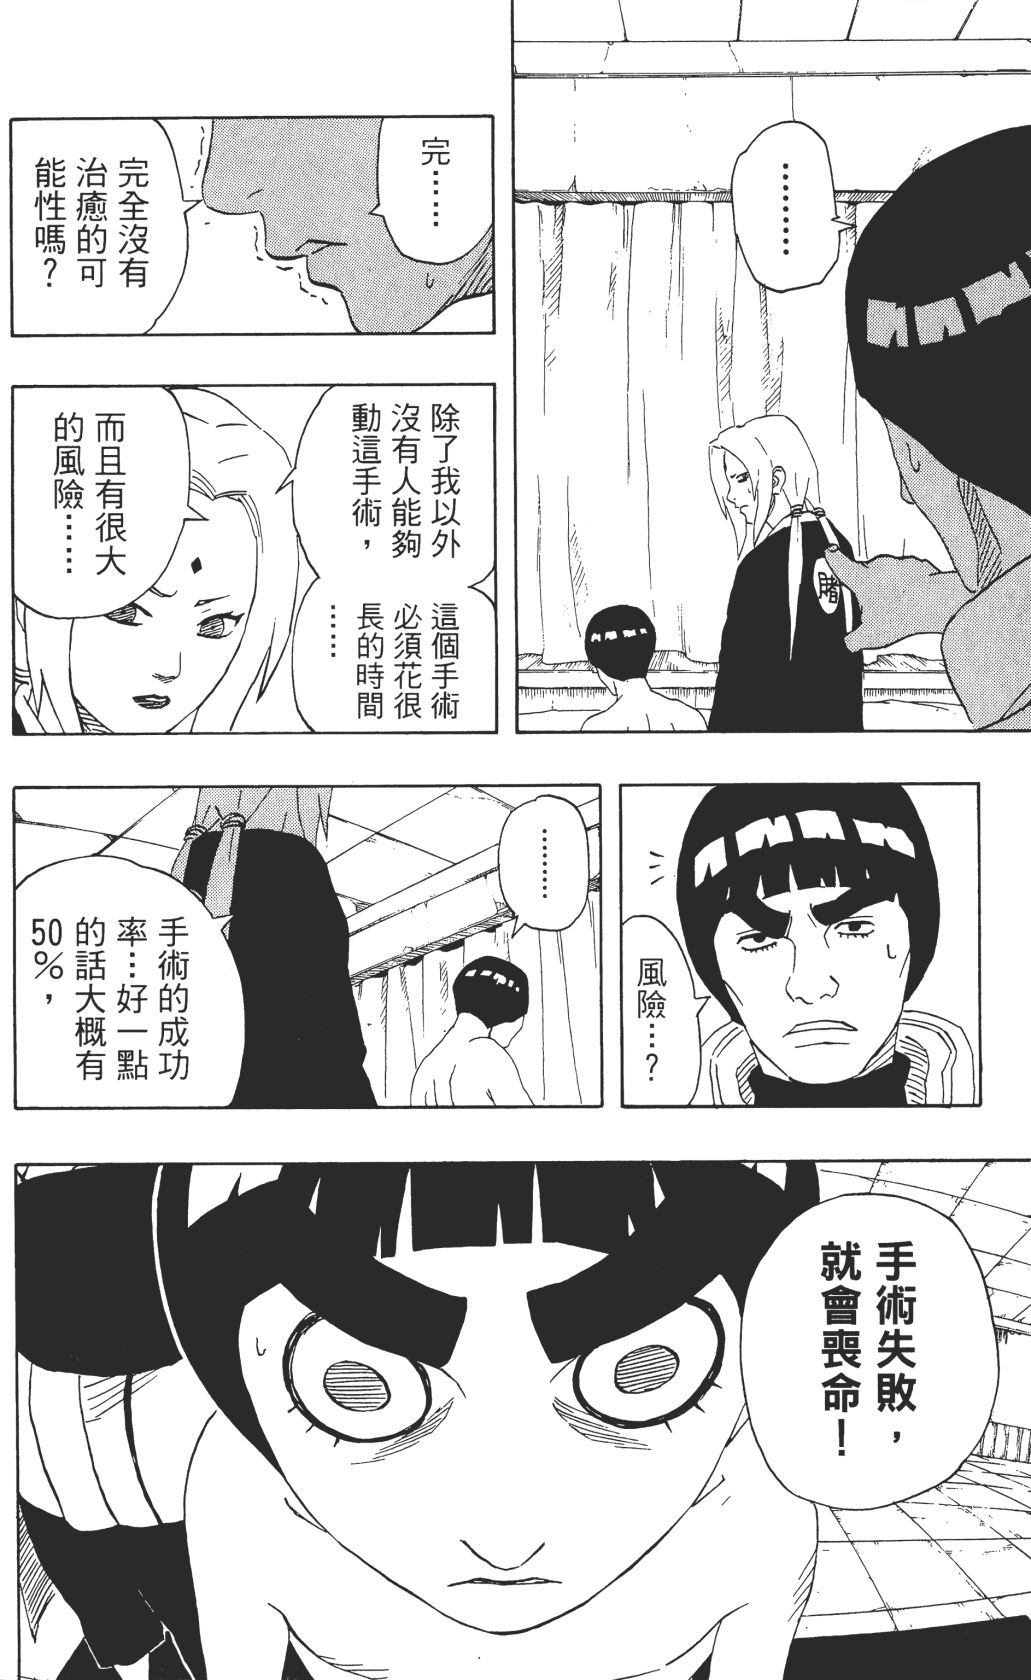 ………
賭
完……
完全沒有
治癒的可
能性嗎？
除了我以外
沒有人能夠
動這手術，
這個手術
必須花很
長的時間
……
而且有很大
的風險……
風險…？
………
手術的成功
率…好一點
的話大概有
50％，
手術失敗，
就會喪命！